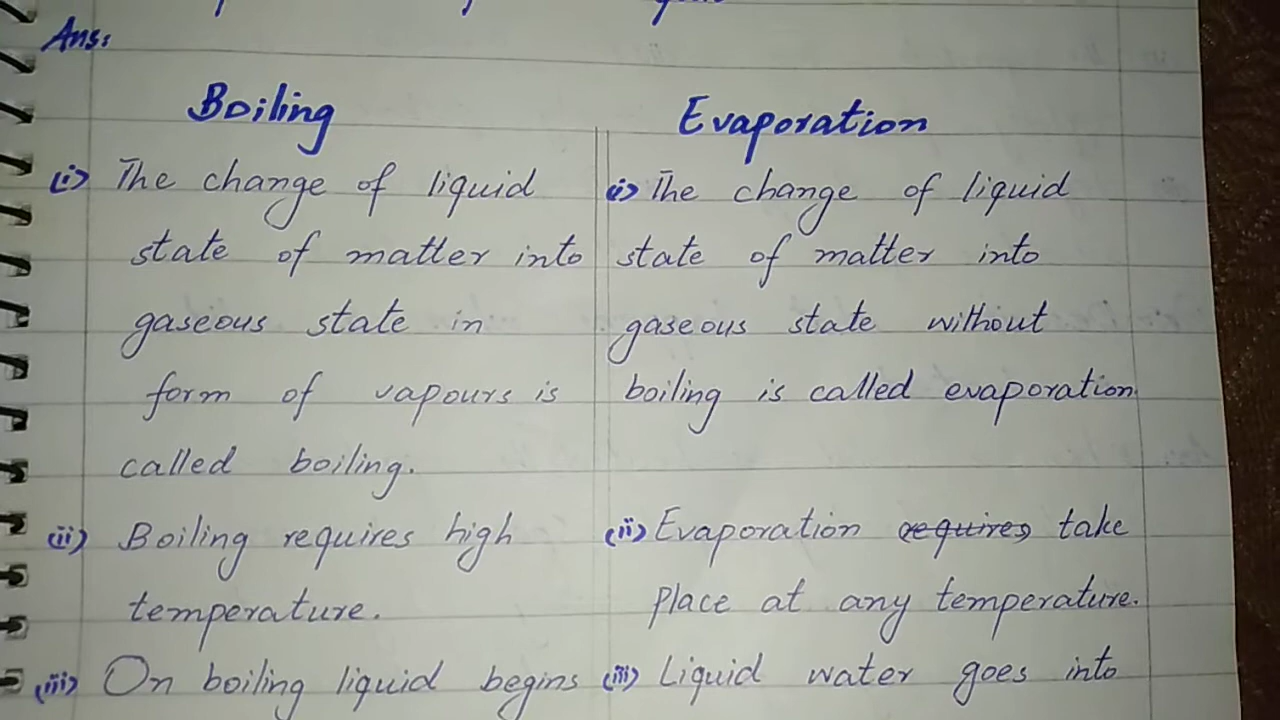 Ans:
Boiling
(i) The change of liquid
state of matter into
gaseous state in
form of vapours is
called boiling.
(ii) Boiling requires high
temperature.
(iii) On boiling liquid begins
Evaporation
(i) The change of liquid
state of matter into
gaseous state without
boiling is called evaporation
(ii) Evaporation requires take
place at any temperature.
(iii) Liquid water goes into